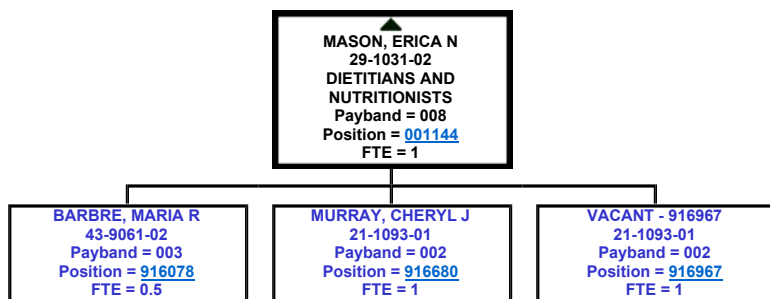 MASON, ERICA N
29-1031-02
DIETITIANS AND
NUTRITIONISTS
Payband = 008
Position = 001144
FTE = 1
BARBRE, MARIA R
43-9061-02
Payband = 003
Position = 916078
FTE = 0.5
MURRAY, CHERYL J
21-1093-01
Payband = 002
Position = 916680
FTE = 1
VACANT - 916967
21-1093-01
Payband = 002
Position = 916967
FTE = 1